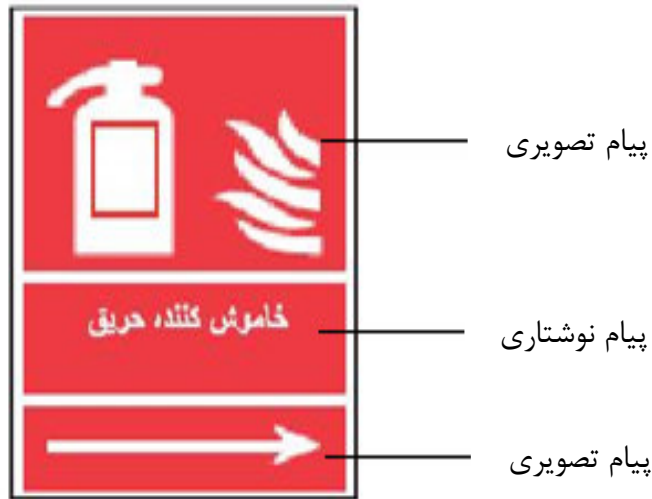 پیام تصویری
خاموش کننده حریق
پیام نوشتاری
پیام تصویری